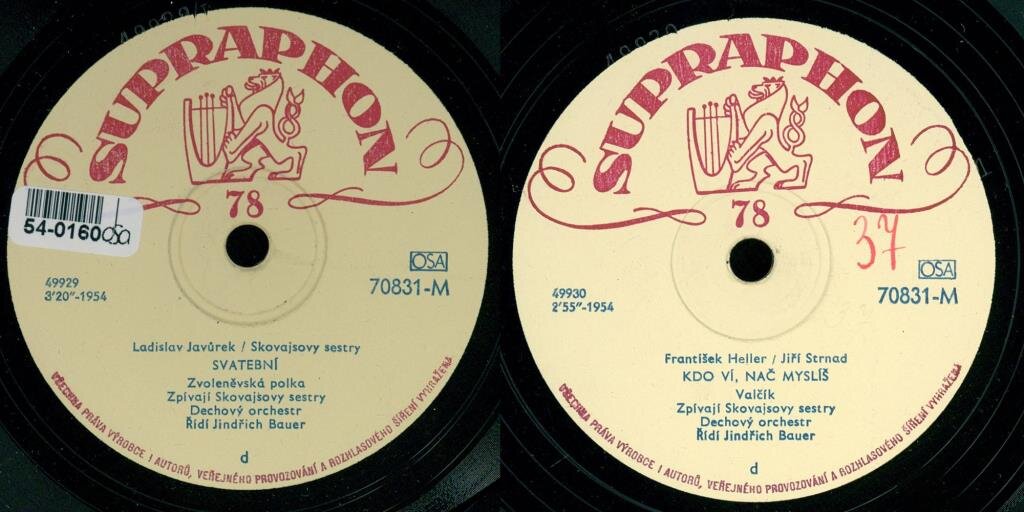 SUPRAPHON
78
54-0160
osa
OSA
49929
3'20"-1954
70831-M
Ladislav Javůrek / Skovajsovy sestry
SVATEBNÍ
Zvoleněvská polka
Zpívají Skovajsovy sestry
Dechový orchestr
Řídí Jindřich Bauer
d
VŠECHNA PRÁVA VÝROBCE I AUTORŮ, VEŘEJNÉHO PROVOZOVÁNÍ A ROZHLASOVÉHO ŠÍŘENÍ VYHRAŽENA
SUPRAPHON
78
37
OSA
49930
2'55"-1954
70831-M
František Heller / Jiří Strnad
KDO VÍ, NAČ MYSLÍŠ
Valčík
Zpívají Skovajsovy sestry
Dechový orchestr
Řídí Jindřich Bauer
d
VŠECHNA PRÁVA VÝROBCE I AUTORŮ, VEŘEJNÉHO PROVOZOVÁNÍ A ROZHLASOVÉHO ŠÍŘENÍ VYHRAŽENA